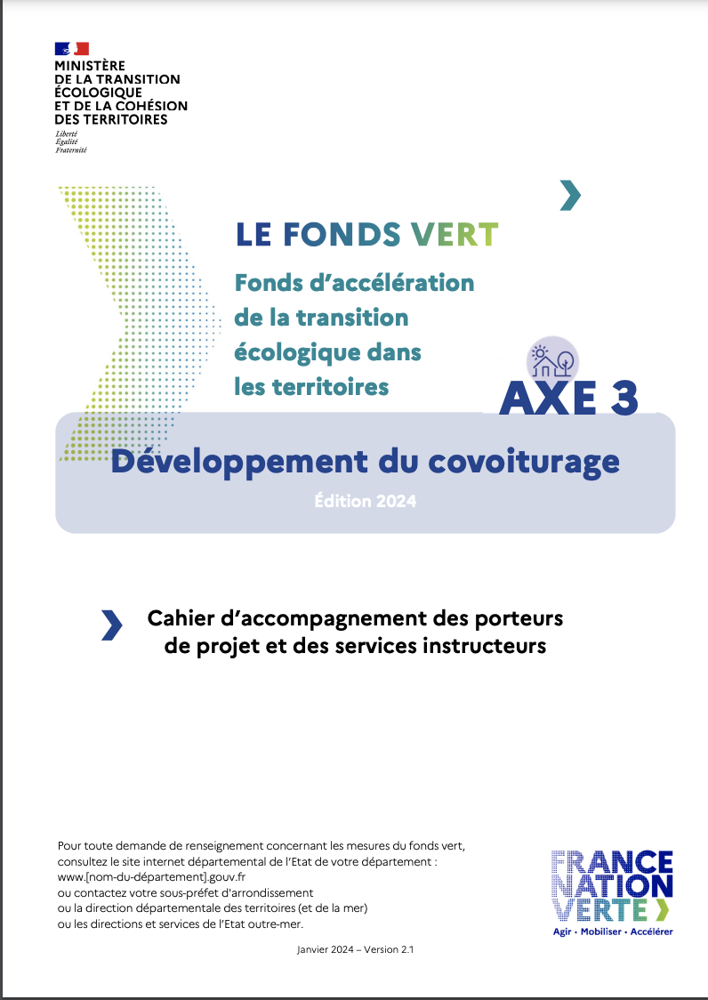 MINISTÈRE
DE LA TRANSITION
ÉCOLOGIQUE
ET DE LA COHÉSION
DES TERRITOIRES
Liberté
Égalité
Fraternité
LE FONDS VERT
Fonds d’accélération
de la transition
écologique dans
les territoires
AXE 3
Développement du covoiturage
Édition 2024
Cahier d’accompagnement des porteurs
de projet et des services instructeurs
Pour toute demande de renseignement concernant les mesures du fonds vert,
consultez le site internet départemental de l’Etat de votre département :
www.[nom-du-département].gouv.fr
ou contactez votre sous-préfet d'arrondissement
ou la direction départementale des territoires (et de la mer)
ou les directions et services de l’Etat outre-mer.
FRANCE
NATION
VERTE
Agir • Mobiliser • Accélérer
Janvier 2024 – Version 2.1